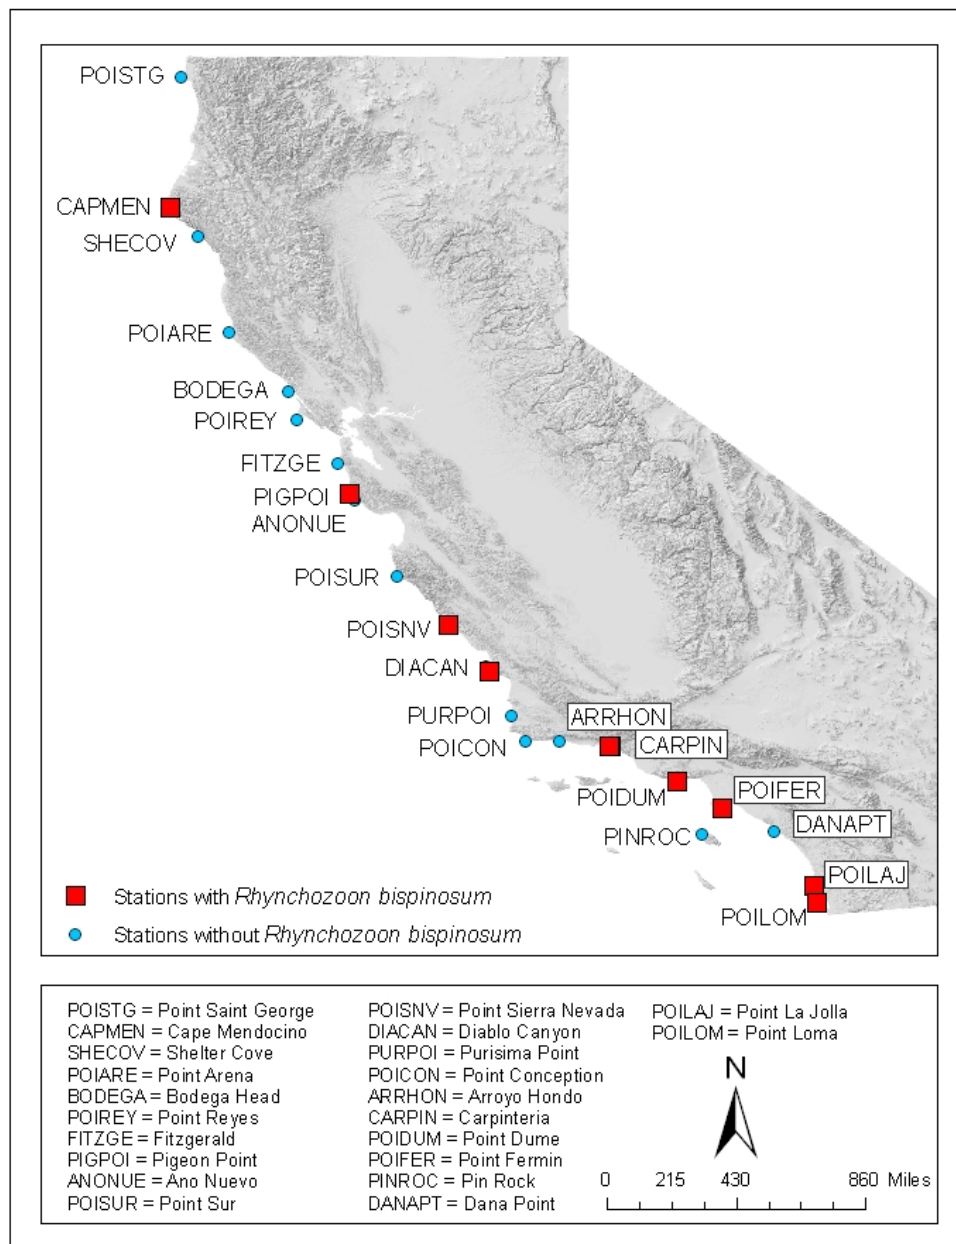 POISTG
CAPMEN
SHECOV
POIARE
BODEGA
POIREY
FITZGE
PIGPOI
ANONUE
POISUR
POISNV
DIACAN
PURPOI
ARRHON
POICON
CARPIN
POIDUM
POIFER
PINROC
DANAPT
POILAJ
POILOM
Stations with Rhynchozoon bispinosum
Stations without Rhynchozoon bispinosum
POISTG = Point Saint George
CAPMEN = Cape Mendocino
SHECOV = Shelter Cove
POIARE = Point Arena
BODEGA = Bodega Head
POIREY = Point Reyes
FITZGE = Fitzgerald
PIGPOI = Pigeon Point
ANONUE = Ano Nuevo
POISUR = Point Sur
POISNV = Point Sierra Nevada
DIACAN = Diablo Canyon
PURPOI = Purisima Point
POICON = Point Conception
ARRHON = Arroyo Hondo
CARPIN = Carpinteria
POIDUM = Point Dume
POIFER = Point Fermin
PINROC = Pin Rock
DANAPT = Dana Point
POILAJ = Point La Jolla
POILOM = Point Loma
N
0 215 430 860 Miles